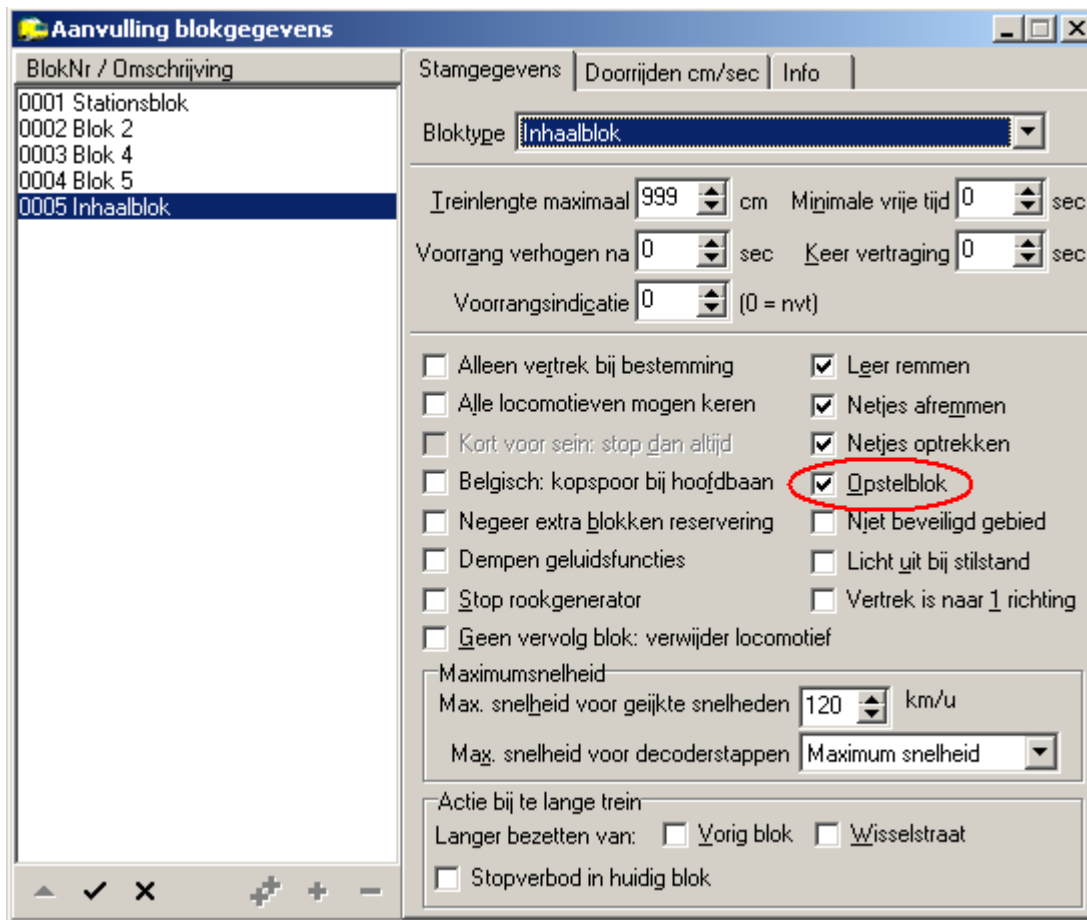 Aanvulling blokgegevens
BlokNr / Omschrijving
0001 Stationsblok
0002 Blok 2
0003 Blok 4
0004 Blok 5
0005 Inhaalblok
Stamgegevens Doorrijden cm/sec Info
Bloktype Inhaalblok
Treinlengte maximaal 999 cm Minimale vrije tijd 0 sec
Voorrang verhogen na 0 sec Keer vertraging 0 sec
Voorrangsindicatie 0 (0 = nvt)
Alleen vertrek bij bestemming Leer remmen
Alle locomotieven mogen keren Netjes afremmen
Kort voor sein: stop dan altijd Netjes optrekken
Belgisch: kopspoor bij hoofdbaan Opstelblok
Negeer extra blokken reservering Niet beveiligd gebied
Dempen geluidsfuncties Licht uit bij stilstand
Stop rookgenerator Vertrek is naar 1 richting
Geen vervolg blok: verwijder locomotief
Maximumsnelheid
Max. snelheid voor geijkte snelheden 120 km/u
Max. snelheid voor decoderstappen Maximum snelheid
Actie bij te lange trein
Langer bezetten van: Vorig blok Wisselstraat
Stopverbod in huidig blok